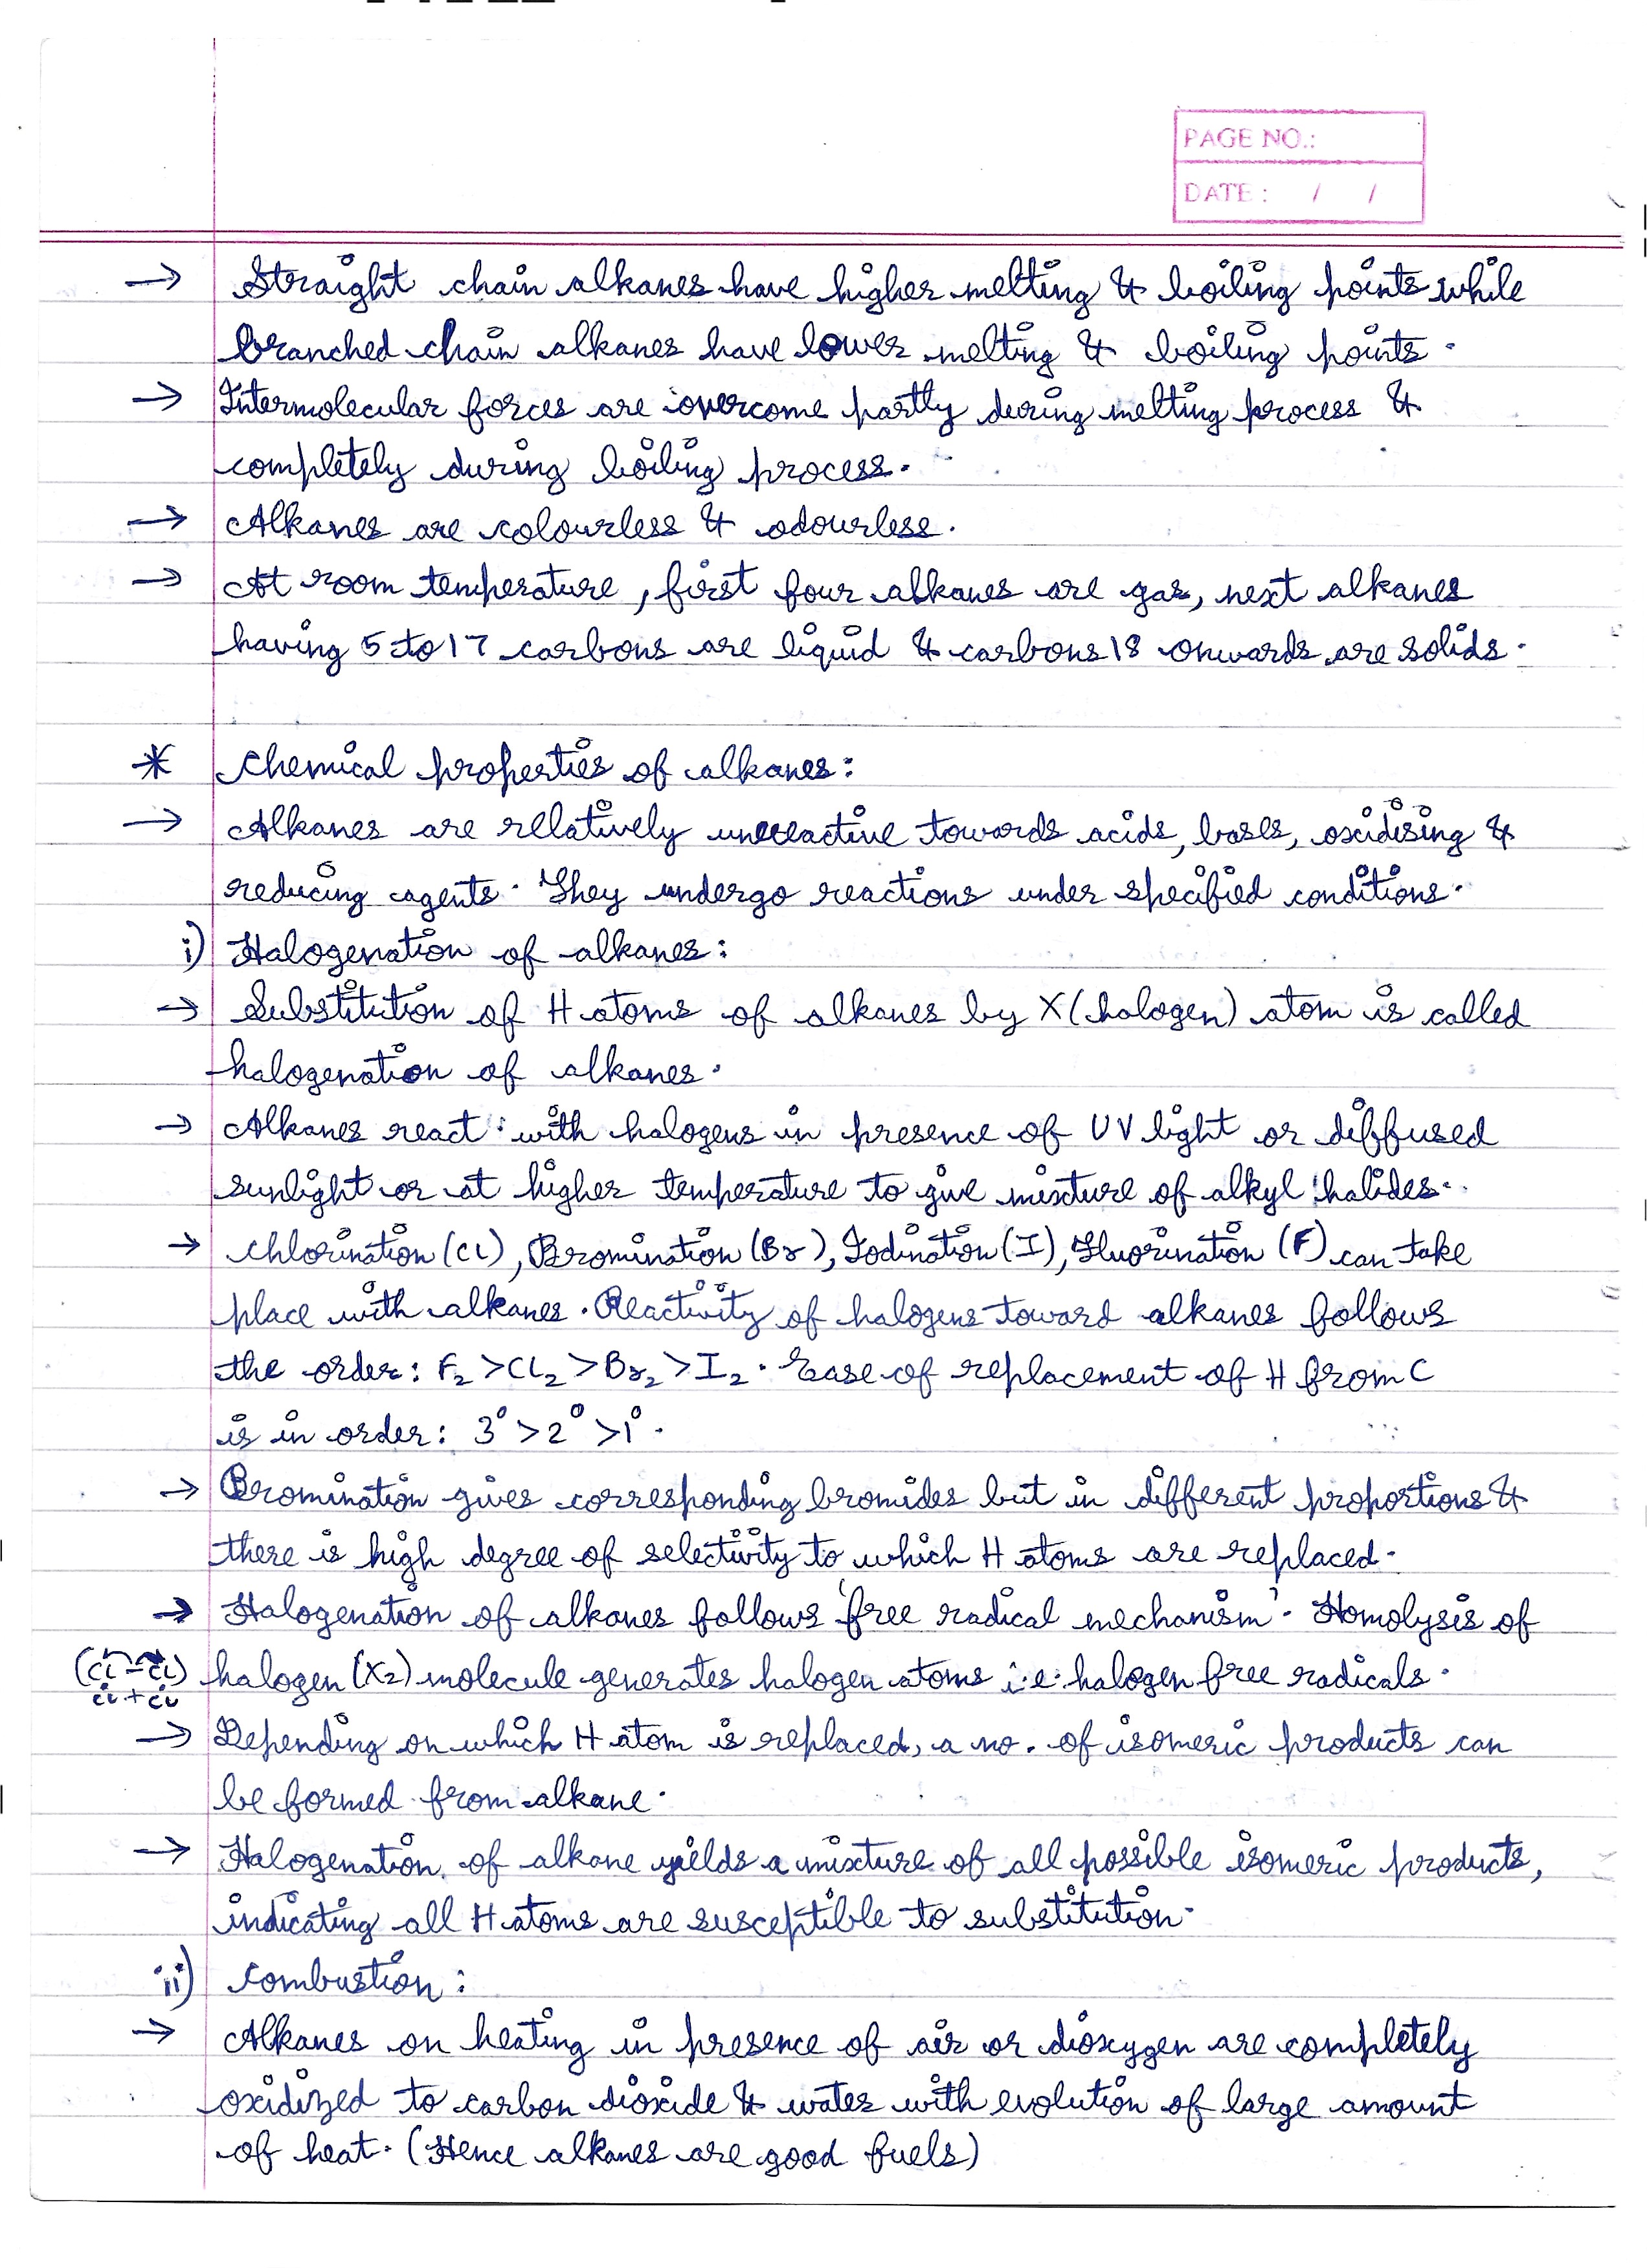 PAGE NO.:
DATE : / /
→ Straight chain alkanes have higher melting & boiling points while
branched chain alkanes have lower melting & boiling points.
→ Intermolecular forces are overcome partly during melting process &
completely during boiling process.
→ Alkanes are colourless & odourless.
→ At room temperature, first four alkanes are gas, next alkanes
having 5 to 17 carbons are liquid & carbons 18 onwards are solids.
* Chemical properties of alkanes:
→ Alkanes are relatively unreactive towards acids, bases, oxidising &
reducing agents. They undergo reactions under specified conditions.
i) Halogenation of alkanes:
→ Substitution of H atoms of alkanes by X (halogen) atom is called
halogenation of alkanes.
→ Alkanes react with halogens in presence of UV light or diffused
sunlight or at higher temperature to give mixture of alkyl halides.
→ Chlorination (Cl), Bromination (Br), Iodination (I), Fluorination (F) can take
place with alkanes. Reactivity of halogens toward alkanes follows
the order: F₂ > Cl₂ > Br₂ > I₂. Ease of replacement of H from C
is in order: 3° > 2° > 1°.
→ Bromination gives corresponding bromides but in different proportions &
there is high degree of selectivity to which H atoms are replaced.
→ Halogenation of alkanes follows 'free radical mechanism'. Homolysis of
(Cl – Cl) halogen (X₂) molecule generates halogen atoms i.e. halogen free radicals.
Cl + Cl
→ Depending on which H atom is replaced, a no. of isomeric products can
be formed from alkane.
→ Halogenation of alkane yields a mixture of all possible isomeric products,
indicating all H atoms are susceptible to substitution.
ii) Combustion:
→ Alkanes on heating in presence of air or dioxygen are completely
oxidized to carbon dioxide & water with evolution of large amount
of heat. (Hence alkanes are good fuels)